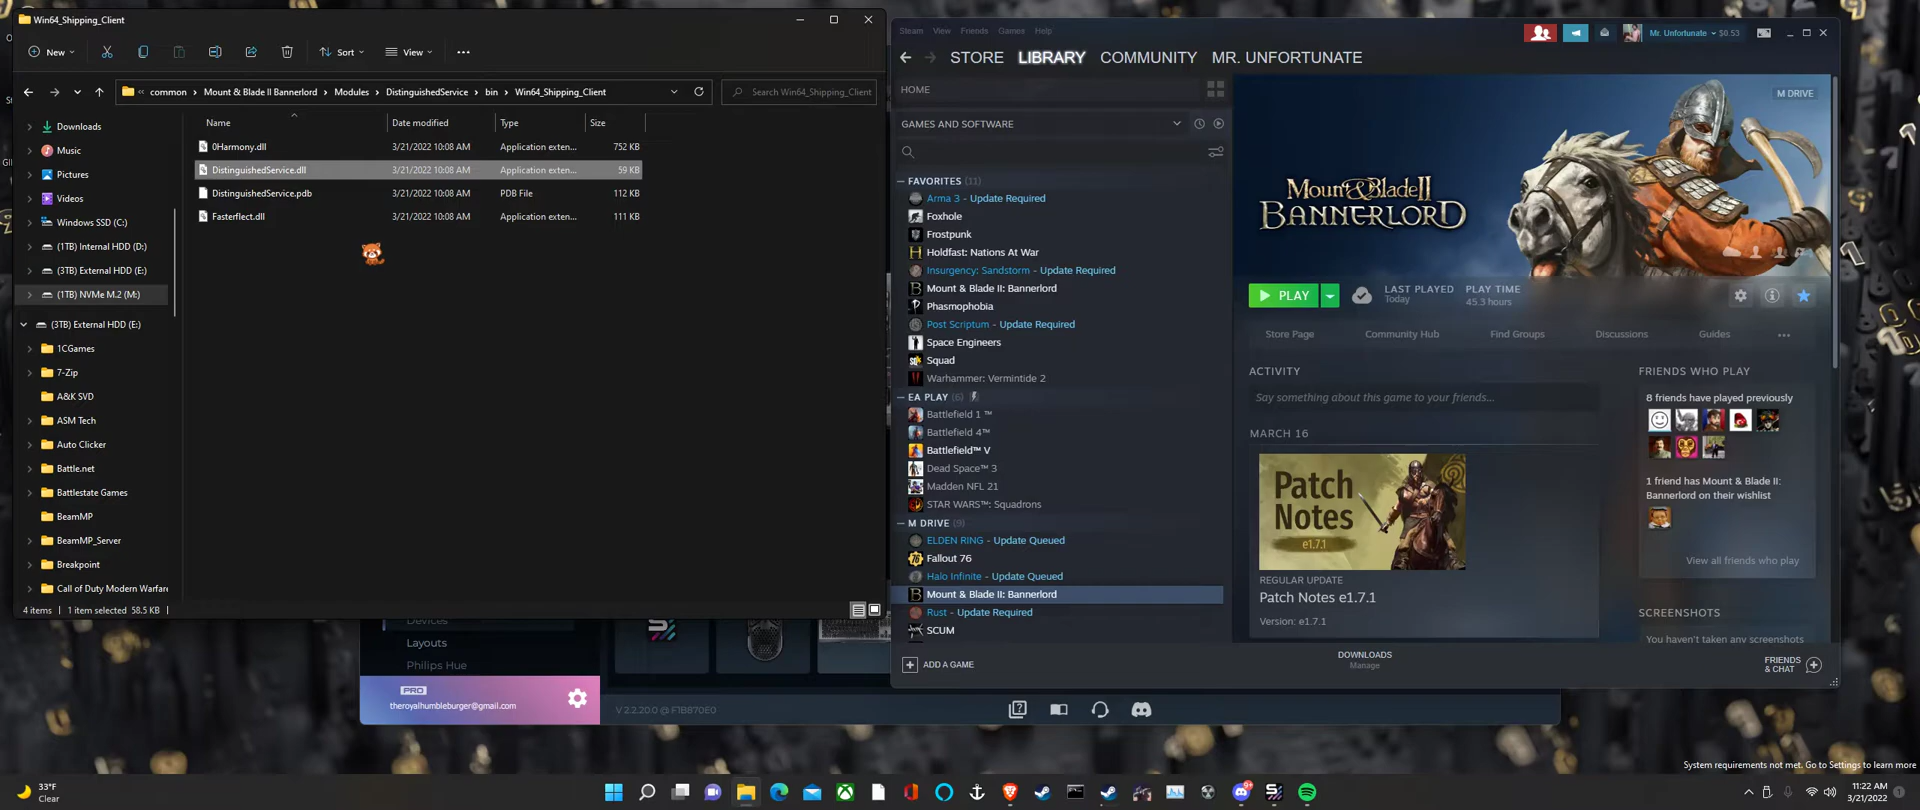 Win64_Shipping_Client
New
Sort
View
common > Mount & Blade II Bannerlord > Modules > DistinguishedService > bin > Win64_Shipping_Client
Search Win64_Shipping_Client
Name
Date modified
Type
Size
0Harmony.dll 3/21/2022 10:08 AM Application exten... 752 KB
DistinguishedService.dll 3/21/2022 10:08 AM Application exten... 59 KB
DistinguishedService.pdb 3/21/2022 10:08 AM PDB File 112 KB
Fasterflect.dll 3/21/2022 10:08 AM Application exten... 111 KB
Downloads
Music
Pictures
Videos
Windows SSD (C:)
(1TB) Internal HDD (D:)
(3TB) External HDD (E:)
(1TB) NVMe M.2 (M:)
(3TB) External HDD (E:)
1CGames
7-Zip
A&K SVD
ASM Tech
Auto Clicker
Battle.net
Battlestate Games
BeamMP
BeamMP_Server
Breakpoint
Call of Duty Modern Warfare
4 items
1 item selected 58.5 KB
Devices
Layouts
Philips Hue
PRO
theroyalhumbleburger@gmail.com
V 2.2.20.0 @ F1B870E0
Steam View Friends Games Help
Mr. Unfortunate $0.53
STORE LIBRARY COMMUNITY MR. UNFORTUNATE
HOME
GAMES AND SOFTWARE
FAVORITES (11)
Arma 3 - Update Required
Foxhole
Frostpunk
Holdfast: Nations At War
Insurgency: Sandstorm - Update Required
Mount & Blade II: Bannerlord
Phasmophobia
Post Scriptum - Update Required
Space Engineers
Squad
Warhammer: Vermintide 2
EA PLAY (6)
Battlefield 1 ™
Battlefield 4™
Battlefield™ V
Dead Space™ 3
Madden NFL 21
STAR WARS™: Squadrons
M DRIVE (9)
ELDEN RING - Update Queued
Fallout 76
Halo Infinite - Update Queued
Mount & Blade II: Bannerlord
Rust - Update Required
SCUM
ADD A GAME
M DRIVE
Mount & Blade II
BANNERLORD
PLAY
LAST PLAYED
Today
PLAY TIME
45.3 hours
Store Page
Community Hub
Find Groups
Discussions
Guides
ACTIVITY
Say something about this game to your friends...
MARCH 16
Patch
Notes
e1.7.1
REGULAR UPDATE
Patch Notes e1.7.1
Version: e1.7.1
FRIENDS WHO PLAY
8 friends have played previously
1 friend has Mount & Blade II:
Bannerlord on their wishlist
View all friends who play
SCREENSHOTS
You haven't taken any screenshots
DOWNLOADS
Manage
FRIENDS
& CHAT
System requirements not met. Go to Settings to learn more
33°F
Clear
11:22 AM
3/21/2022